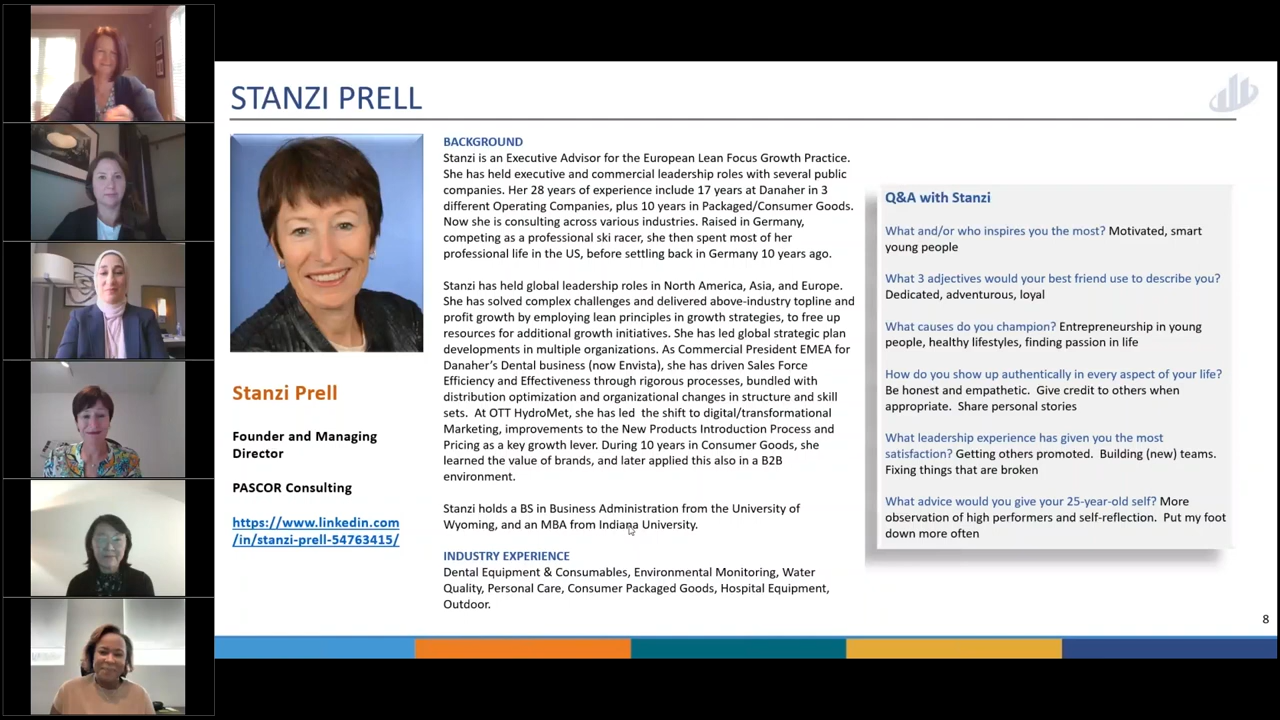 STANZI PRELL
Stanzi Prell
Founder and Managing
Director
PASCOR Consulting
https://www.linkedin.com
/in/stanzi-prell-54763415/
BACKGROUND
Stanzi is an Executive Advisor for the European Lean Focus Growth Practice.
She has held executive and commercial leadership roles with several public
companies. Her 28 years of experience include 17 years at Danaher in 3
different Operating Companies, plus 10 years in Packaged/Consumer Goods.
Now she is consulting across various industries. Raised in Germany,
competing as a professional ski racer, she then spent most of her
professional life in the US, before settling back in Germany 10 years ago.
Stanzi has held global leadership roles in North America, Asia, and Europe.
She has solved complex challenges and delivered above-industry topline and
profit growth by employing lean principles in growth strategies, to free up
resources for additional growth initiatives. She has led global strategic plan
developments in multiple organizations. As Commercial President EMEA for
Danaher’s Dental business (now Envista), she has driven Sales Force
Efficiency and Effectiveness through rigorous processes, bundled with
distribution optimization and organizational changes in structure and skill
sets. At OTT HydroMet, she has led the shift to digital/transformational
Marketing, improvements to the New Products Introduction Process and
Pricing as a key growth lever. During 10 years in Consumer Goods, she
learned the value of brands, and later applied this also in a B2B
environment.
Stanzi holds a BS in Business Administration from the University of
Wyoming, and an MBA from Indiana University.
INDUSTRY EXPERIENCE
Dental Equipment & Consumables, Environmental Monitoring, Water
Quality, Personal Care, Consumer Packaged Goods, Hospital Equipment,
Outdoor.
Q&A with Stanzi
What and/or who inspires you the most? Motivated, smart
young people
What 3 adjectives would your best friend use to describe you?
Dedicated, adventurous, loyal
What causes do you champion? Entrepreneurship in young
people, healthy lifestyles, finding passion in life
How do you show up authentically in every aspect of your life?
Be honest and empathetic. Give credit to others when
appropriate. Share personal stories
What leadership experience has given you the most
satisfaction? Getting others promoted. Building (new) teams.
Fixing things that are broken
What advice would you give your 25-year-old self? More
observation of high performers and self-reflection. Put my foot
down more often
8